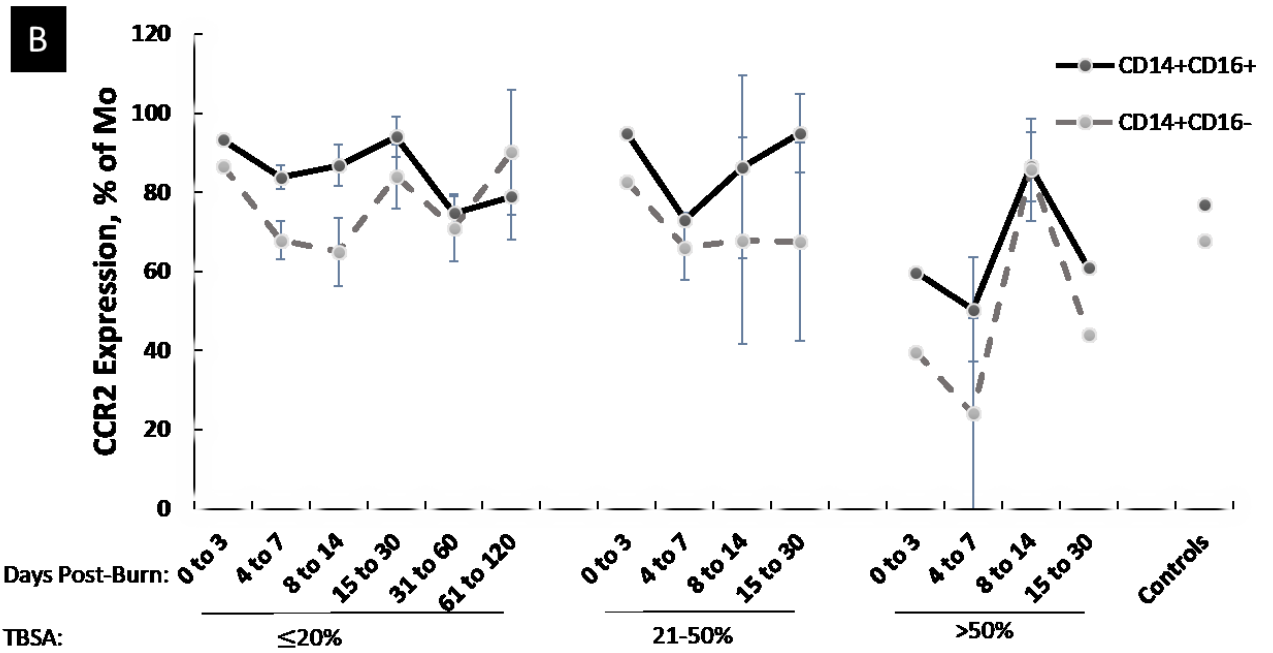 B
CCR2 Expression, % of Mo
120
100
80
60
40
20
0
CD14+CD16+
CD14+CD16-
Days Post-Burn: 0 to 3 4 to 7 8 to 14 15 to 30 31 to 60 61 to 120 0 to 3 4 to 7 8 to 14 15 to 30 0 to 3 4 to 7 8 to 14 15 to 30 Controls
TBSA: ≤20% 21-50% >50%